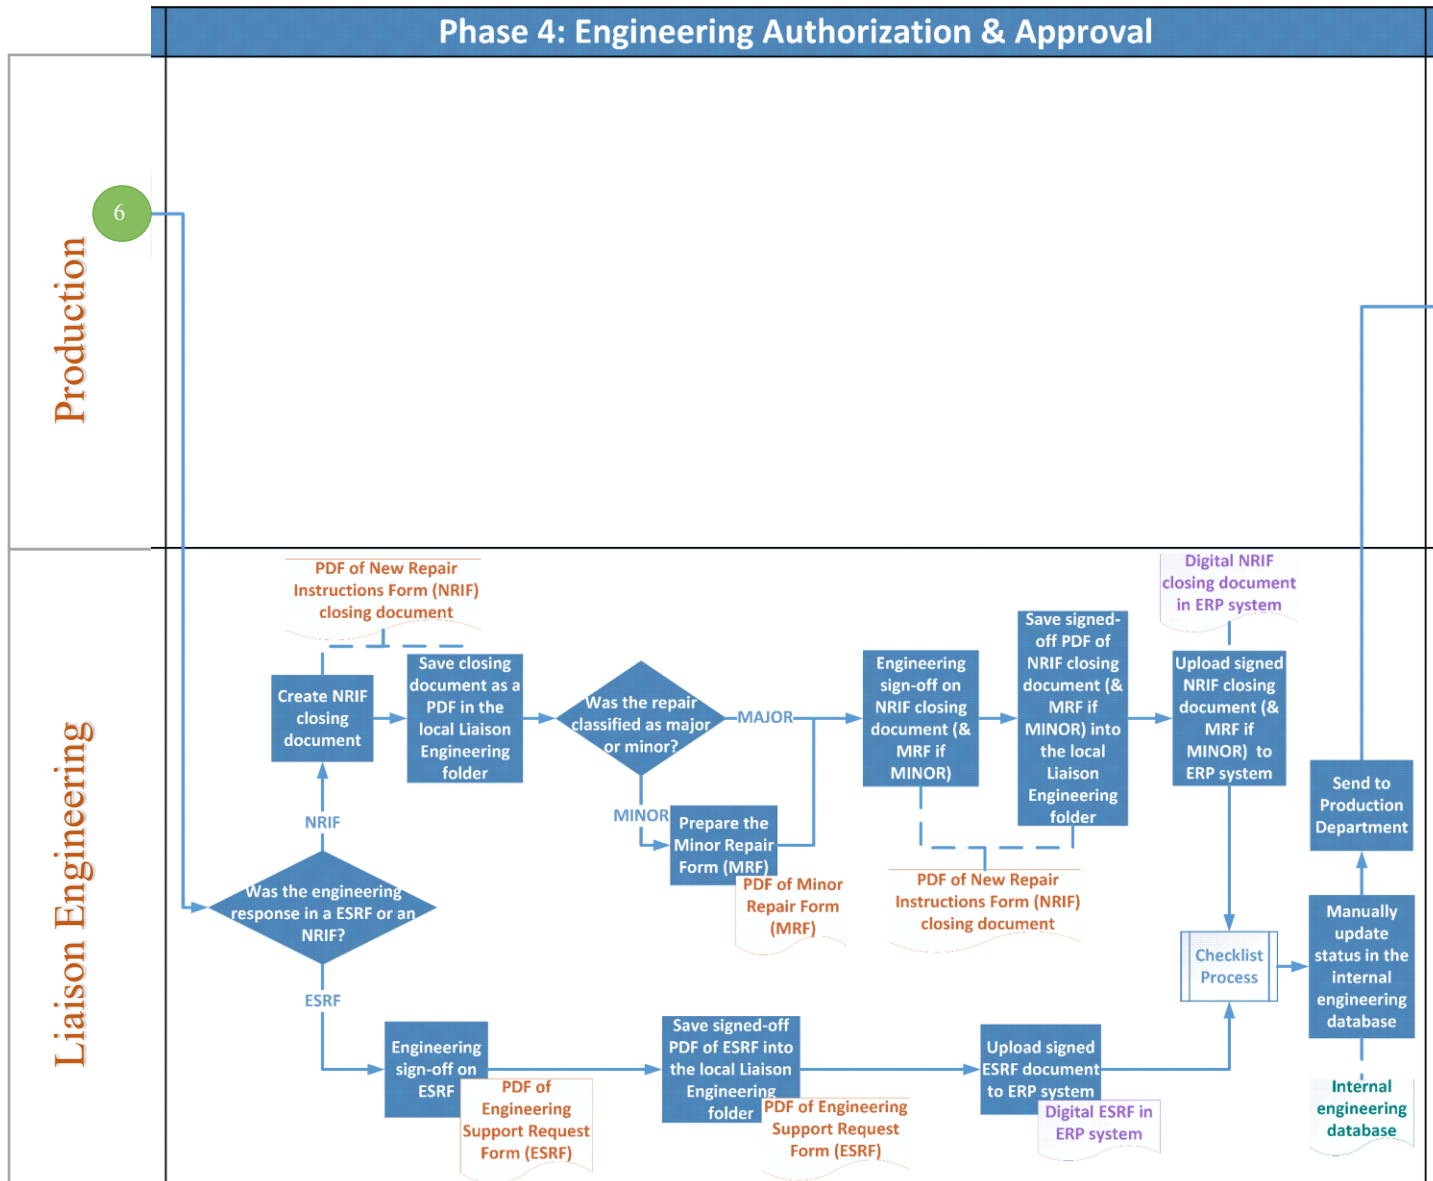 Phase 4: Engineering Authorization & Approval
Production
6
Liaison Engineering
PDF of New Repair
Instructions Form (NRIF)
closing document
Create NRIF
closing
document
Save closing
document as a
PDF in the
local Liaison
Engineering
folder
Was the repair
classified as major
or minor?
MAJOR
MINOR
Prepare the
Minor Repair
Form (MRF)
PDF of Minor
Repair Form
(MRF)
Engineering
sign-off on
NRIF closing
document (&
MRF if
MINOR)
Save signed-
off PDF of
NRIF closing
document (&
MRF if
MINOR) into
the local
Liaison
Engineering
folder
PDF of New Repair
Instructions Form (NRIF)
closing document
Digital NRIF
closing document
in ERP system
Upload signed
NRIF closing
document (&
MRF if
MINOR) to
ERP system
NRIF
Was the engineering
response in a ESRF or an
NRIF?
ESRF
Engineering
sign-off on
ESRF
PDF of
Engineering
Support Request
Form (ESRF)
Save signed-off
PDF of ESRF into
the local Liaison
Engineering
folder
PDF of Engineering
Support Request
Form (ESRF)
Upload signed
ESRF document
to ERP system
Digital ESRF in
ERP system
Checklist
Process
Manually
update
status in the
internal
engineering
database
Internal
engineering
database
Send to
Production
Department